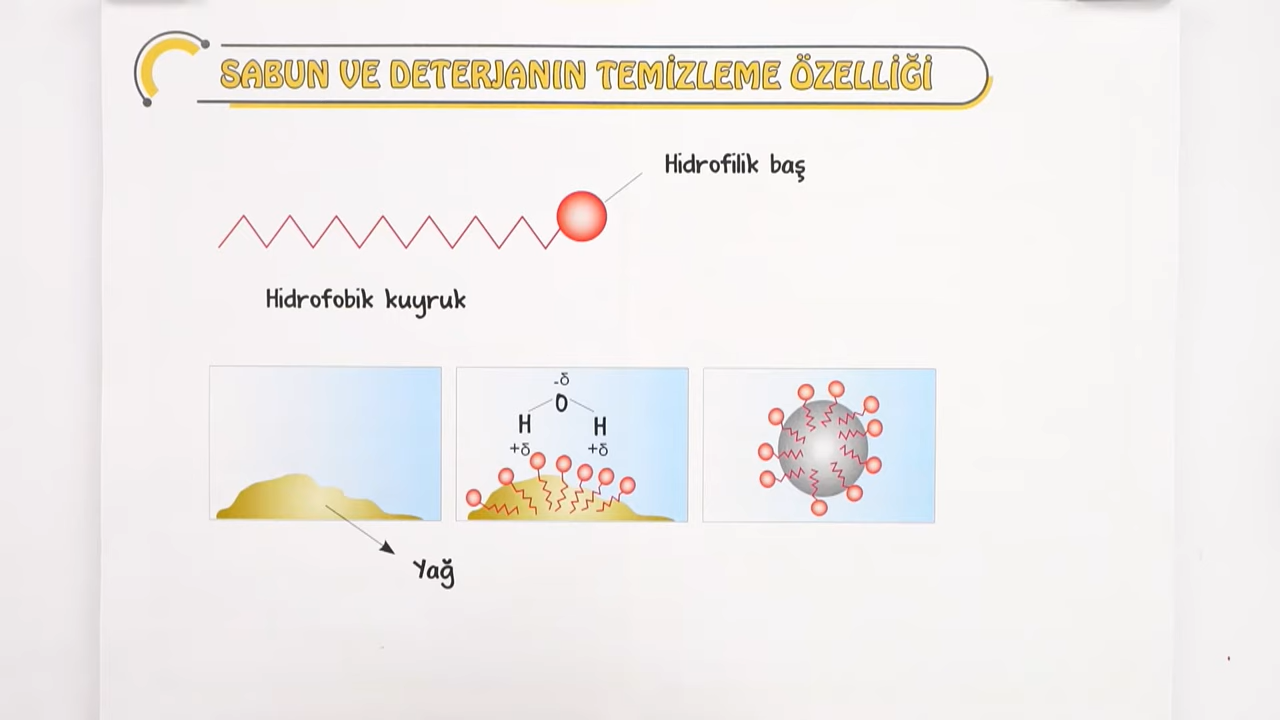 SABUN VE DETERJANIN TEMİZLEME ÖZELLİĞİ
Hidrofilik baş
Hidrofobik kuyruk
-δ
O
H H
+δ +δ
Yağ